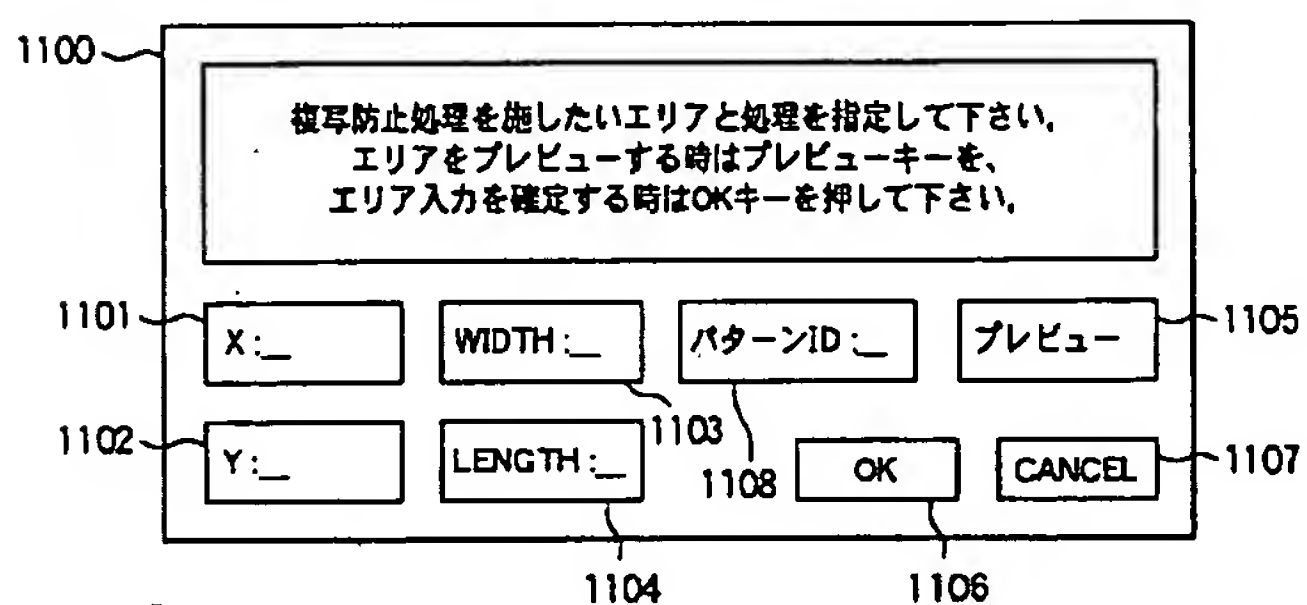 1100
複写防止処理を施したいエリアと処理を指定して下さい.
エリアをプレビューする時はプレビューキーを、
エリア入力を確定する時はOKキーを押して下さい.
1101 X:_ WIDTH:_ パターンID:_ プレビュー 1105
1103
1102 Y:_ LENGTH:_ 1108 OK CANCEL 1107
1104 1106